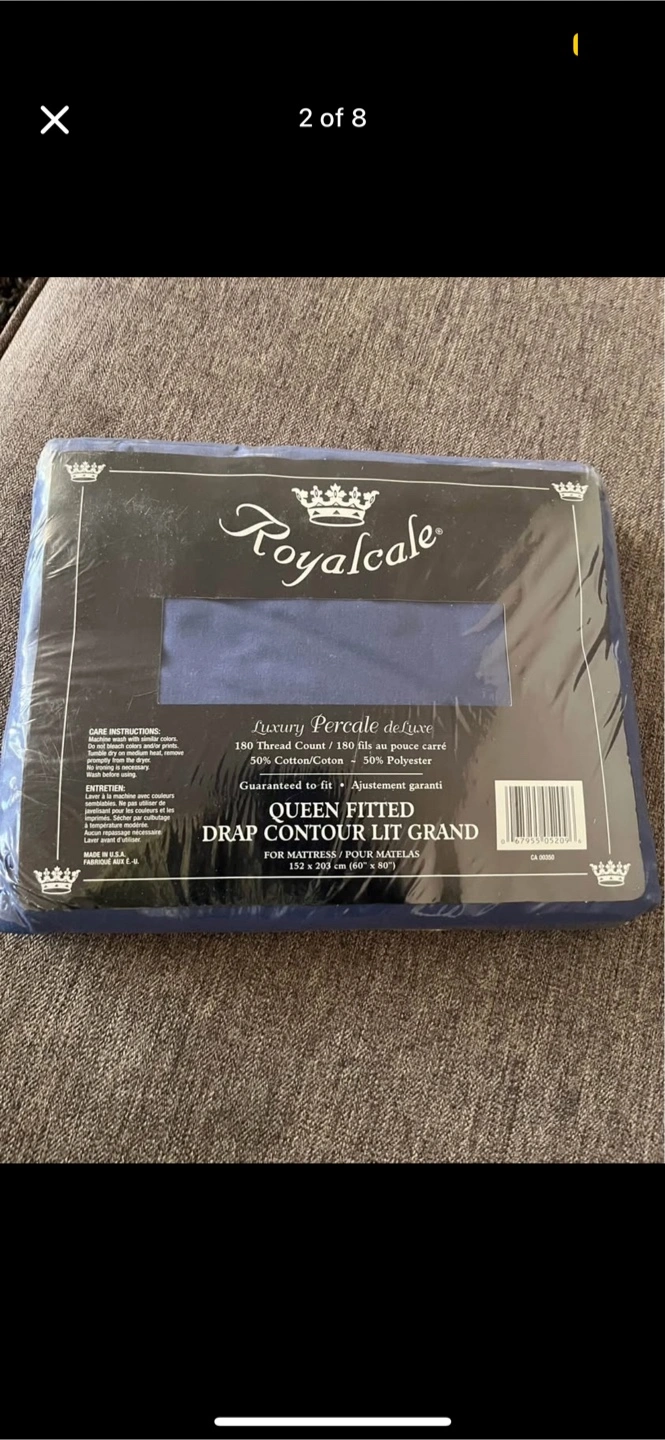 2 of 8
Royalcale®
Luxury Percale deLuxe
180 Thread Count / 180 fils au pouce carré
50% Cotton/Coton ~ 50% Polyester
Guaranteed to fit • Ajustement garanti
QUEEN FITTED
DRAP CONTOUR LIT GRAND
FOR MATTRESS / POUR MATELAS
152 x 203 cm (60" x 80")
CARE INSTRUCTIONS:
Machine wash with similar colors.
Do not bleach colors and/or prints.
Tumble dry on medium heat, remove
promptly from the dryer.
No ironing is necessary.
Wash before using.
ENTRETIEN:
Laver à la machine avec couleurs
semblables. Ne pas utiliser de
javelisant pour les couleurs et les
imprimés. Sécher par culbutage
à température modérée.
Aucun repassage nécessaire.
Laver avant d'utiliser.
MADE IN U.S.A.
FABRIQUÉ AUX É.-U.
0 67955 05209 6
CA 00350